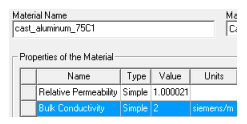 Material Name Ma
cast_aluminum_75C1 Ca
Properties of the Material
Name Type Value Units
Relative Permeability Simple 1.000021
Bulk Conductivity Simple 2 siemens/m